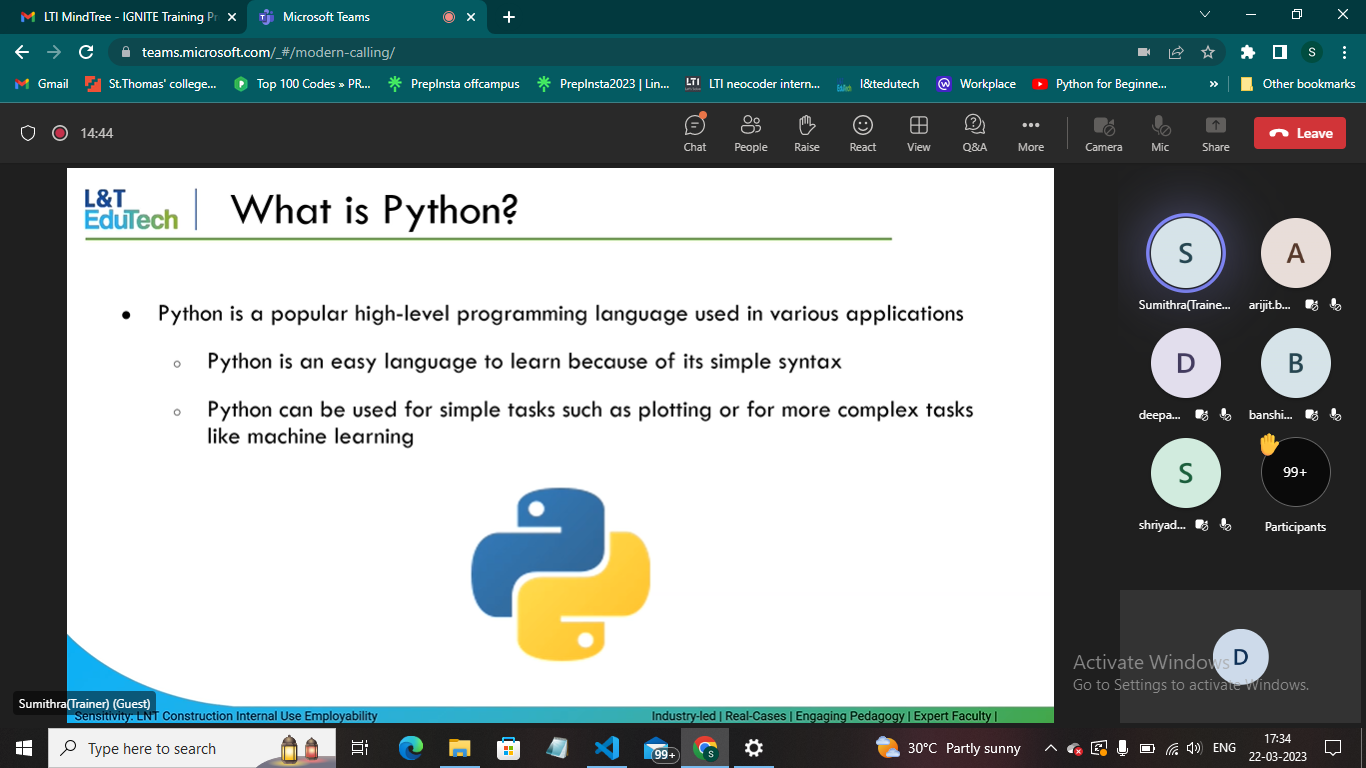 LTI MindTree - IGNITE Training Pr
Microsoft Teams
teams.microsoft.com/_#/modern-calling/
S
Gmail
St.Thomas' college...
Top 100 Codes » PR...
PrepInsta offcampus
PrepInsta2023 | Lin...
LTI
LTI neocoder intern...
l&tedutech
Workplace
Python for Beginne...
»
Other bookmarks
14:44
Chat
People
Raise
React
View
Q&A
More
Camera
Mic
Share
Leave
L&T
EduTech
What is Python?
Python is a popular high-level programming language used in various applications
Python is an easy language to learn because of its simple syntax
Python can be used for simple tasks such as plotting or for more complex tasks
like machine learning
S
Sumithra(Traine...
A
arijit.b...
D
deepa...
B
banshi...
S
shriyad...
99+
Participants
D
Activate Windows
Go to Settings to activate Windows.
Sumithra(Trainer) (Guest)
Sensitivity: LNT Construction Internal Use Employability
Industry-led | Real-Cases | Engaging Pedagogy | Expert Faculty |
Type here to search
99+
S
30°C Partly sunny
ENG
17:34
22-03-2023